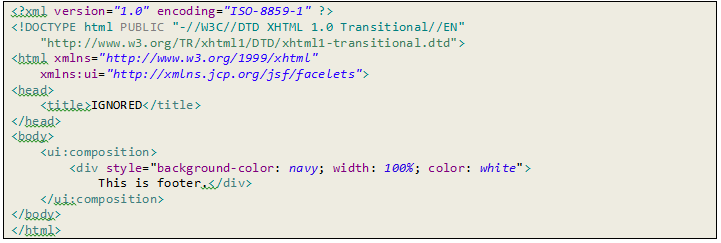 <?xml version="1.0" encoding="ISO-8859-1" ?>
<!DOCTYPE html PUBLIC "-//W3C//DTD XHTML 1.0 Transitional//EN"
"http://www.w3.org/TR/xhtml1/DTD/xhtml1-transitional.dtd">
<html xmlns="http://www.w3.org/1999/xhtml"
xmlns:ui="http://xmlns.jcp.org/jsf/facelets">
<head>
<title>IGNORED</title>
</head>
<body>
<ui:composition>
<div style="background-color: navy; width: 100%; color: white">
This is footer.</div>
</ui:composition>
</body>
</html>